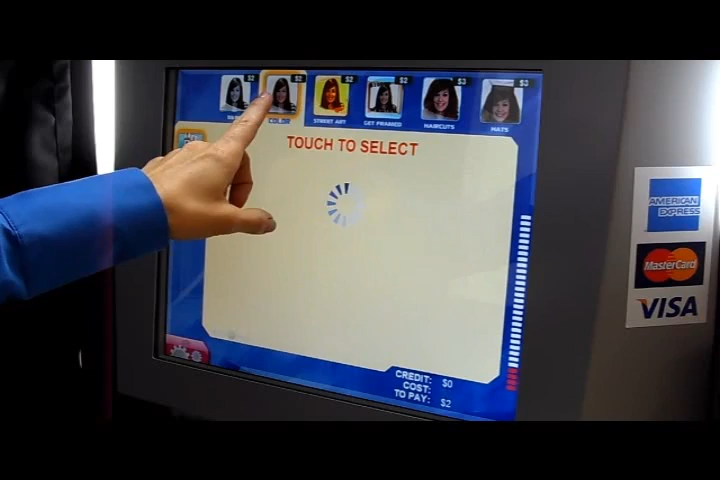 $2 $2 $2 $2 $3 $3
COLOR STREET ART GET FRAMED HAIRCUTS HATS
TOUCH TO SELECT
AMERICAN
EXPRESS
MasterCard
VISA
CREDIT: $0
COST:
TO PAY: $2